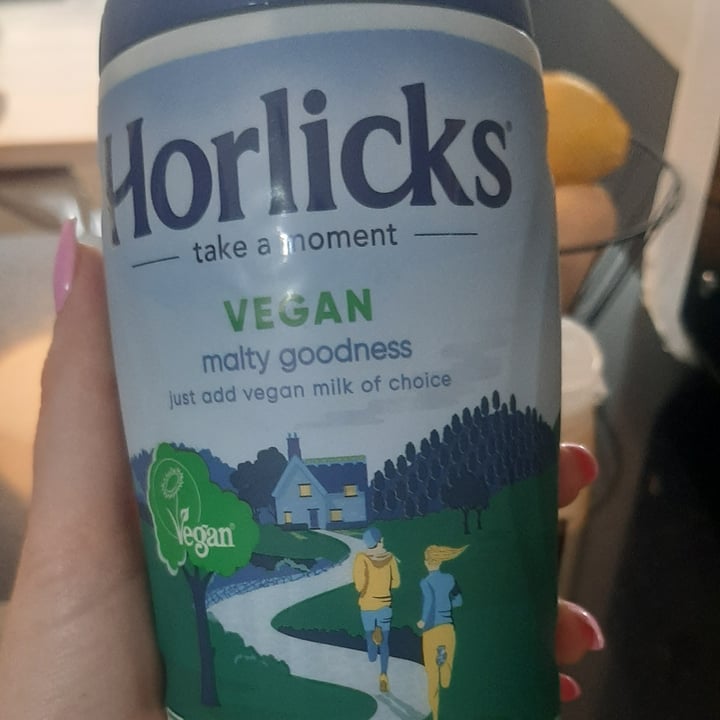 Horlicks®
take a moment
VEGAN
malty goodness
just add vegan milk of choice
Vegan